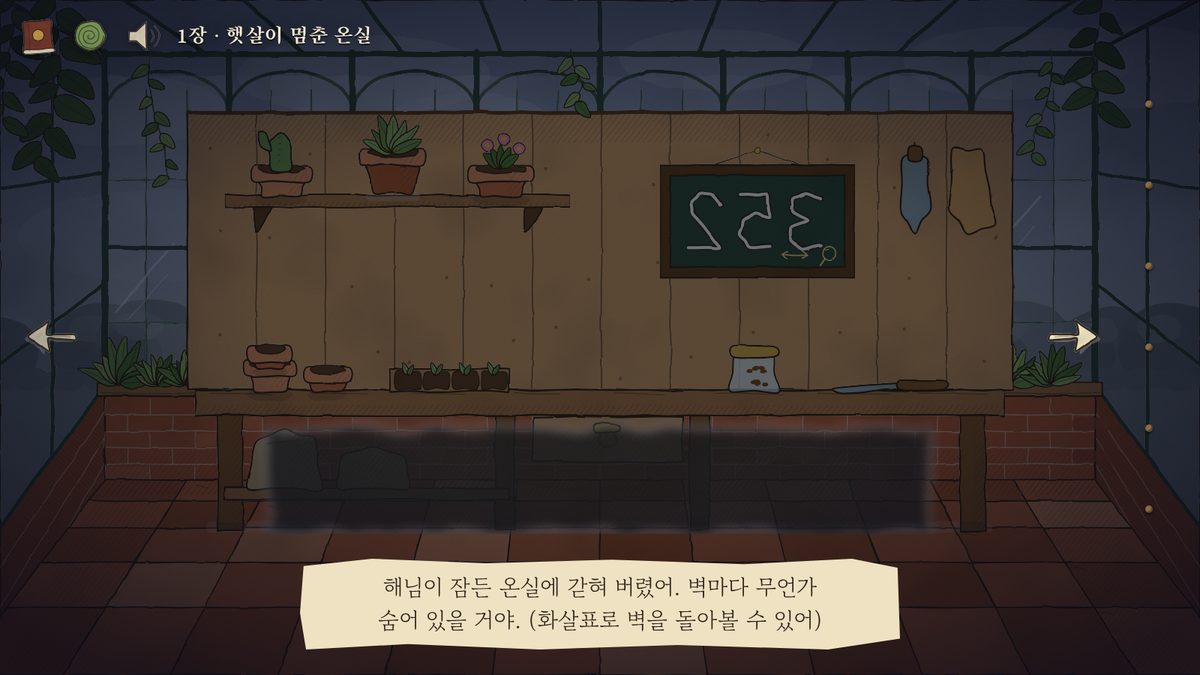 1장 · 햇살이 멈춘 온실
352
해님이 잠든 온실에 갇혀 버렸어. 벽마다 무언가
숨어 있을 거야. (화살표로 벽을 돌아볼 수 있어)